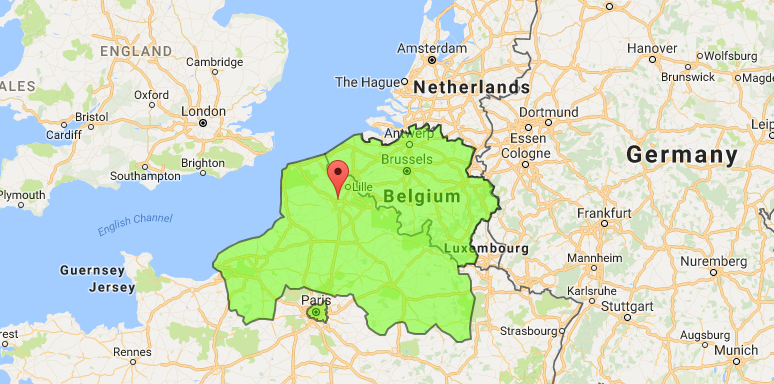 Amsterdam
Hanover
Wolfsburg
ENGLAND
Cambridge
The Hague
Netherlands
Brunswick
Magde
ALES
Oxford
Bristol
London
Dortmund
Cardiff
Antwerp
Essen
Leip
Brighton
Brussels
Cologne
Germany
Southampton
Lille
Plymouth
Belgium
English Channel
Frankfurt
Luxembourg
Guernsey
Mannheim
Nuremberg
Jersey
Karlsruhe
Paris
Stuttgart
Strasbourg
rest
Augsburg
Rennes
Munich